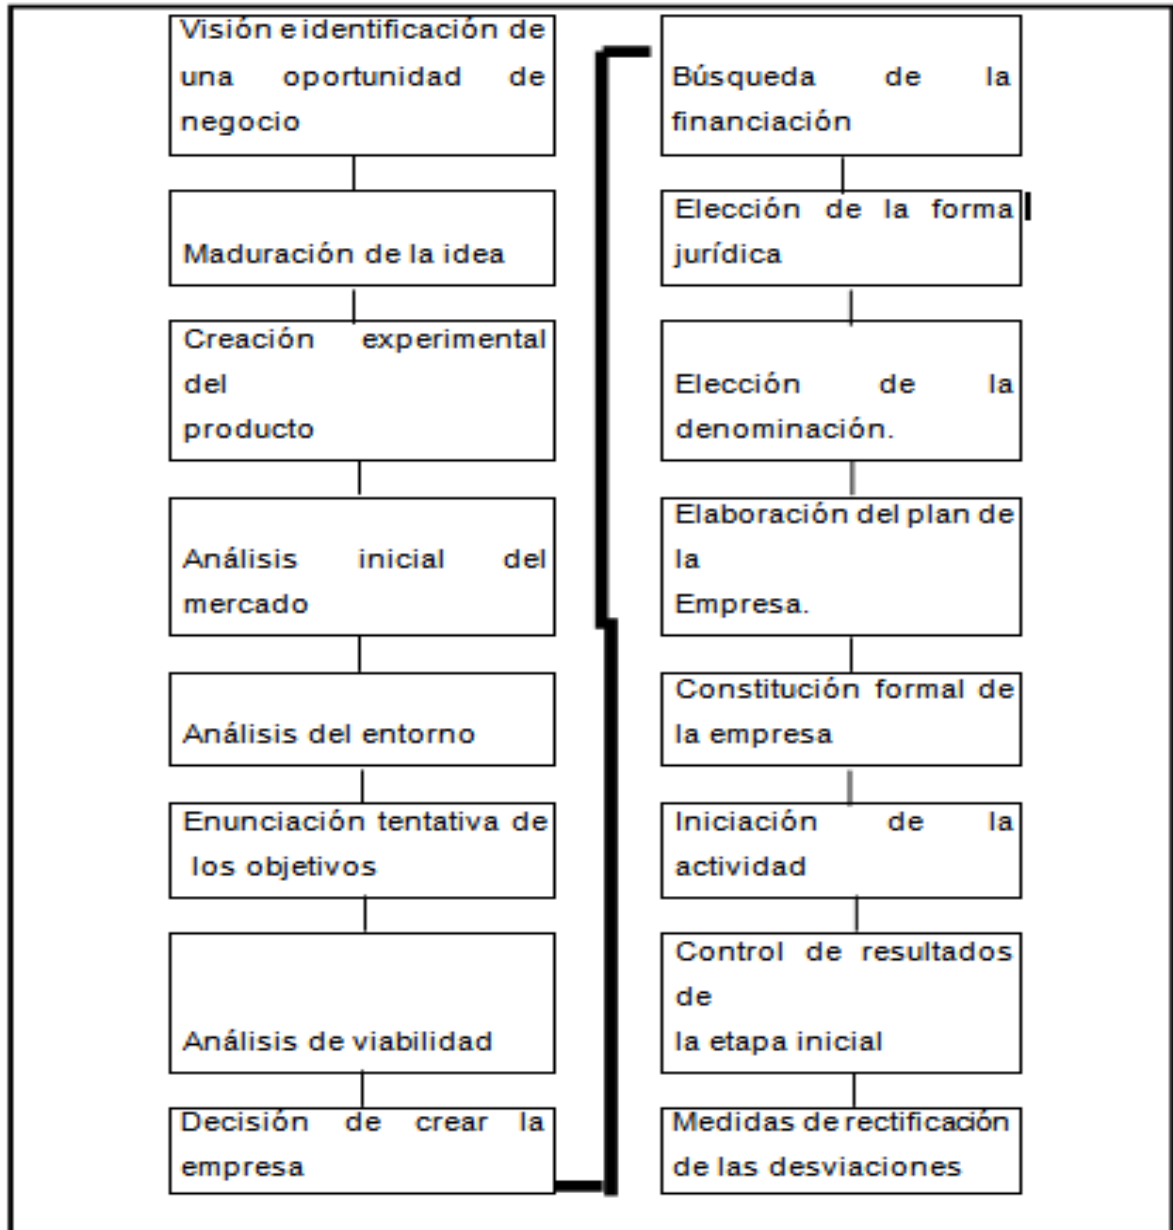 Visión e identificación de
una oportunidad de
negocio
Maduración de la idea
Creación experimental
del
producto
Análisis inicial del
mercado
Análisis del entorno
Enunciación tentativa de
los objetivos
Análisis de viabilidad
Decisión de crear la
empresa
Búsqueda de la
financiación
Elección de la forma
jurídica
Elección de la
denominación.
Elaboración del plan de
la
Empresa.
Constitución formal de
la empresa
Iniciación de la
actividad
Control de resultados
de
la etapa inicial
Medidas de rectificación
de las desviaciones